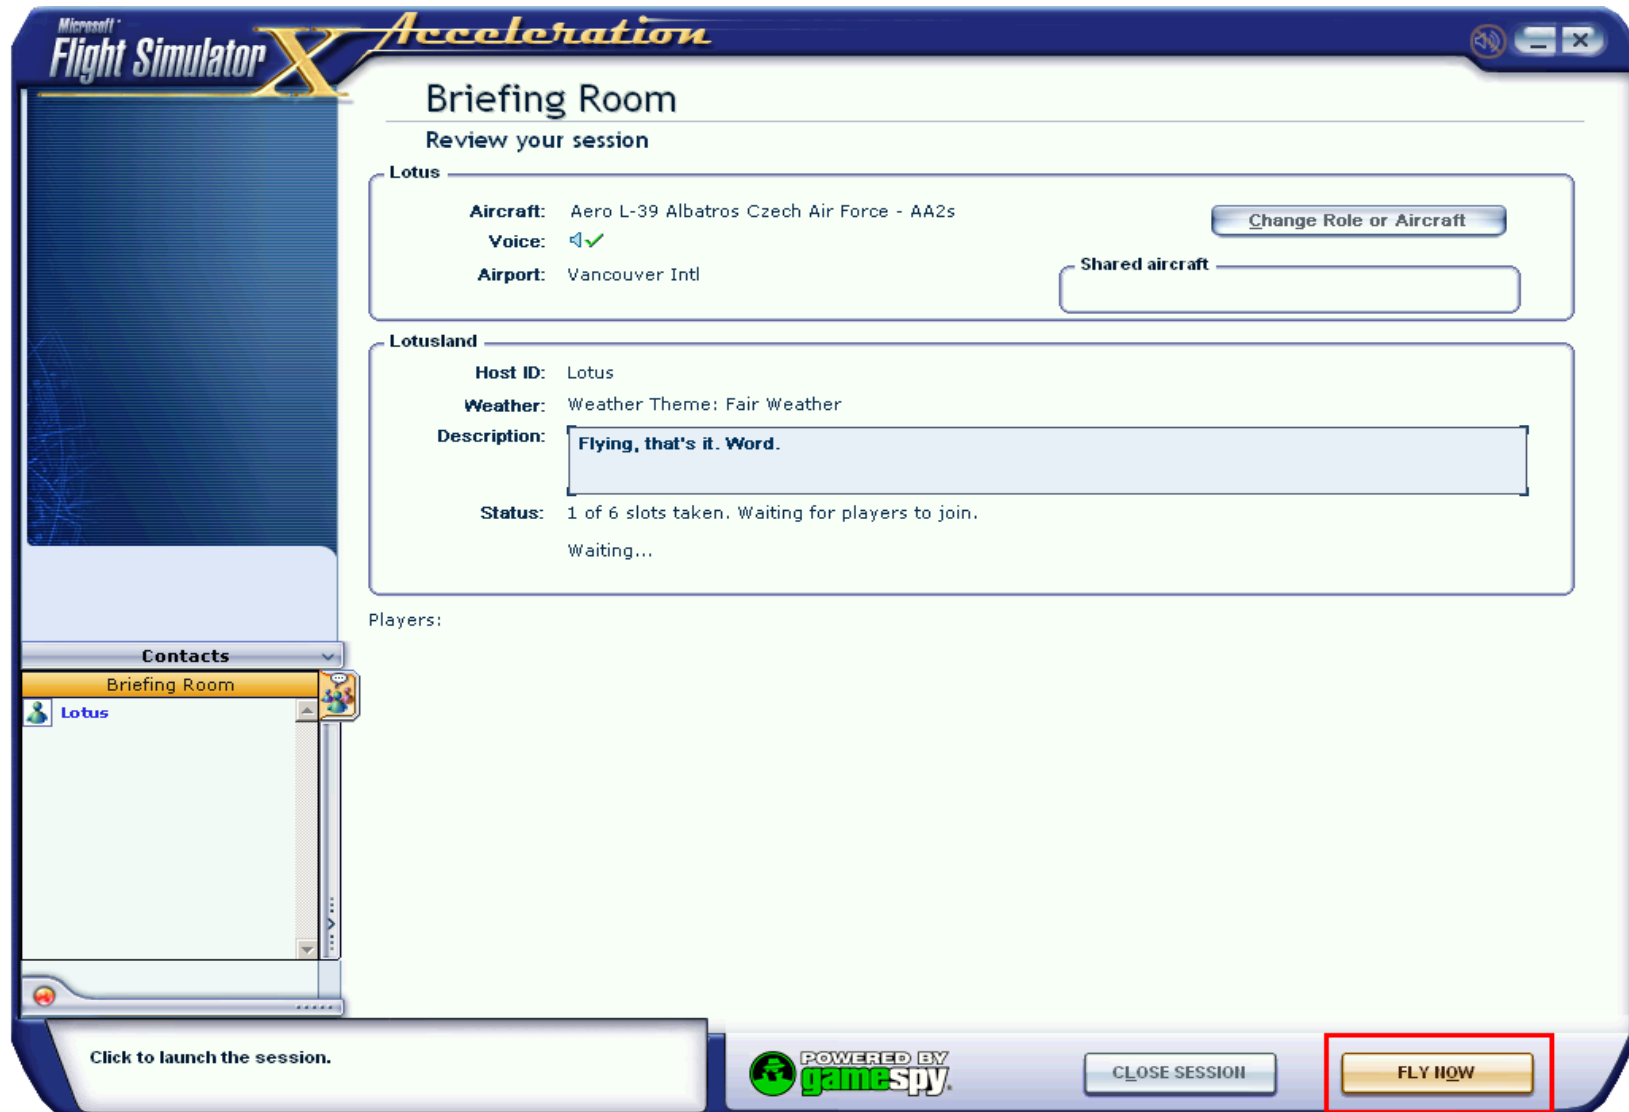 Microsoft
Flight Simulator X Acceleration
Briefing Room
Review your session
Lotus
Aircraft: Aero L-39 Albatros Czech Air Force - AA2s
Change Role or Aircraft
Voice:
Airport: Vancouver Intl
Shared aircraft
Lotusland
Host ID: Lotus
Weather: Weather Theme: Fair Weather
Description: Flying, that's it. Word.
Status: 1 of 6 slots taken. Waiting for players to join.
Waiting...
Players:
Contacts
Briefing Room
Lotus
Click to launch the session.
POWERED BY
gamespy.
CLOSE SESSION
FLY NOW